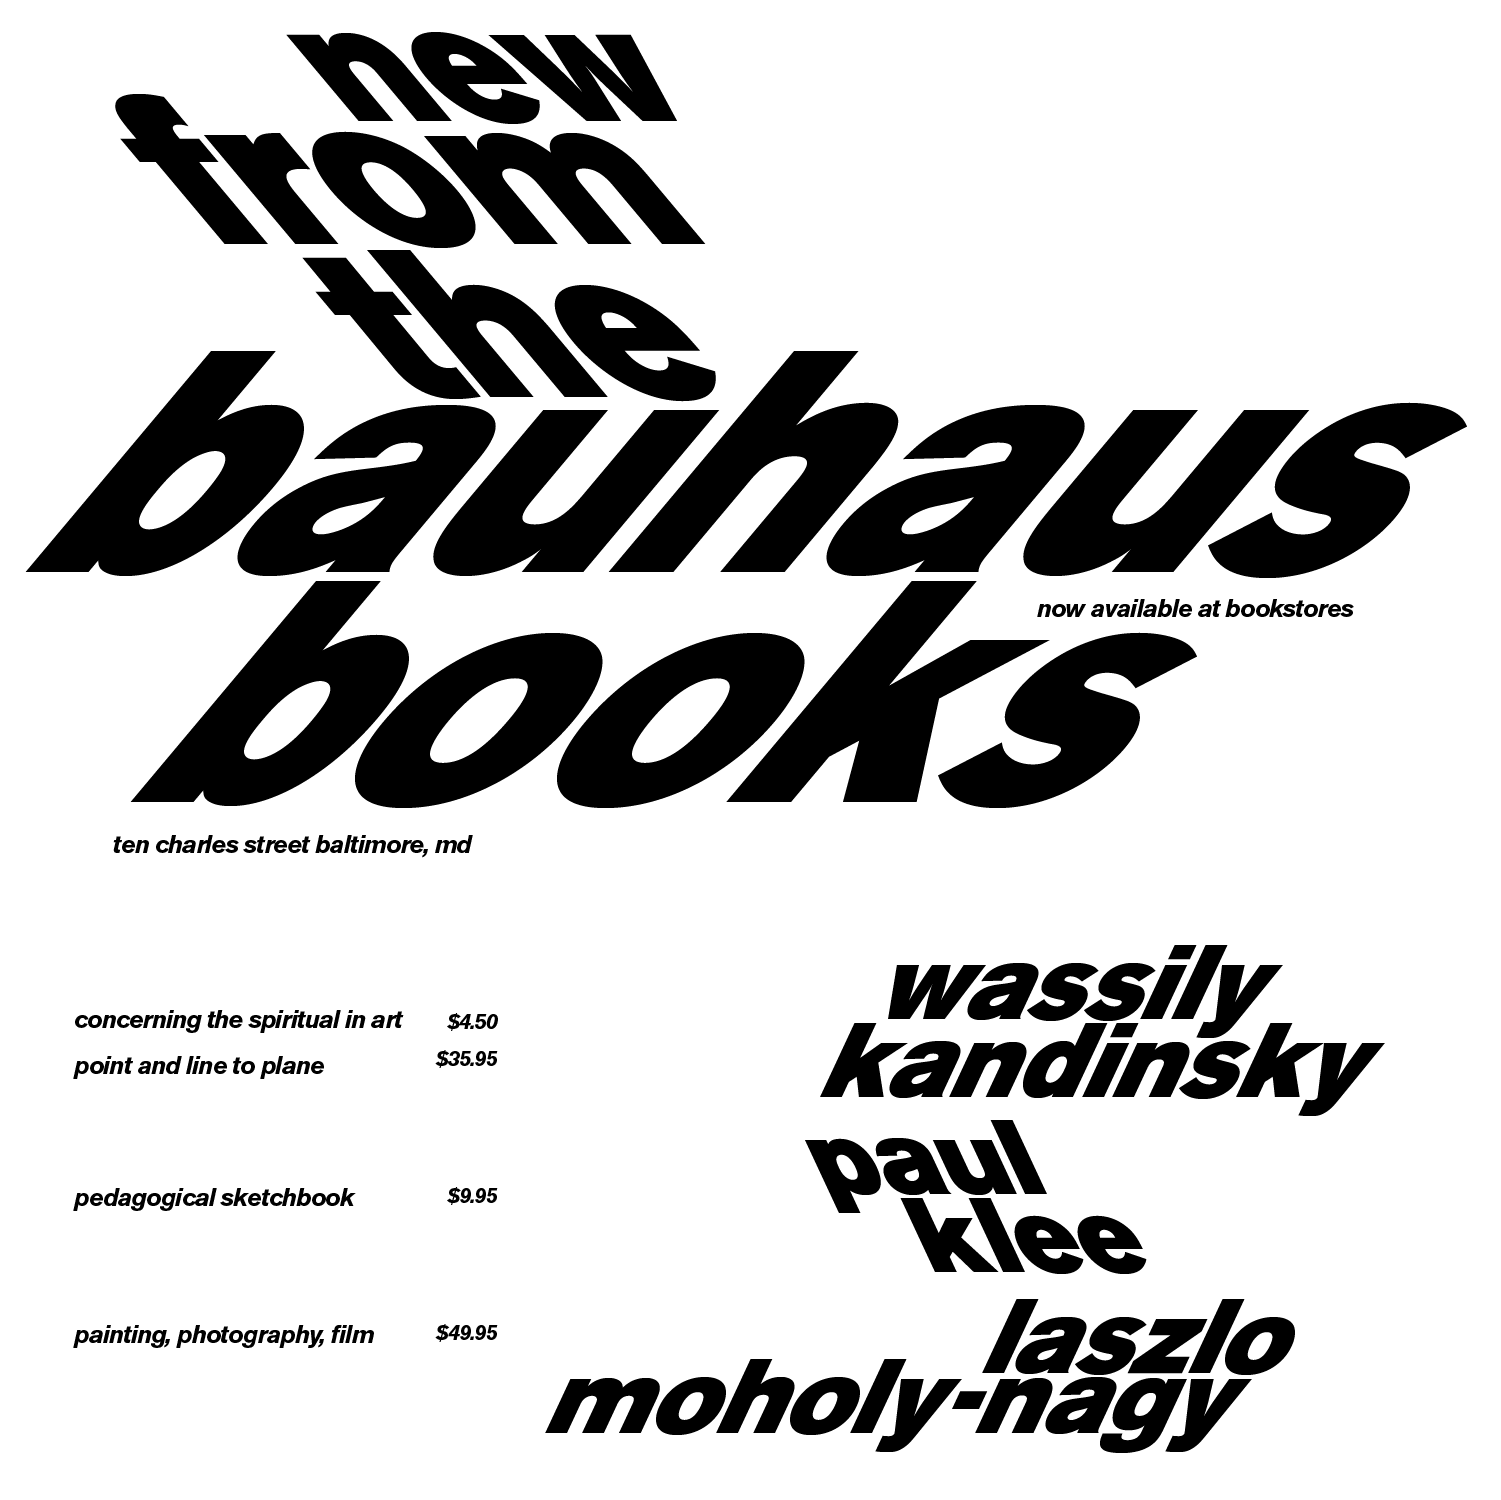 new
from
the
bauhaus
books
now available at bookstores
ten charles street baltimore, md
concerning the spiritual in art $4.50
point and line to plane $35.95
pedagogical sketchbook $9.95
painting, photography, film $49.95
wassily
kandinsky
paul
klee
laszlo
moholy-nagy